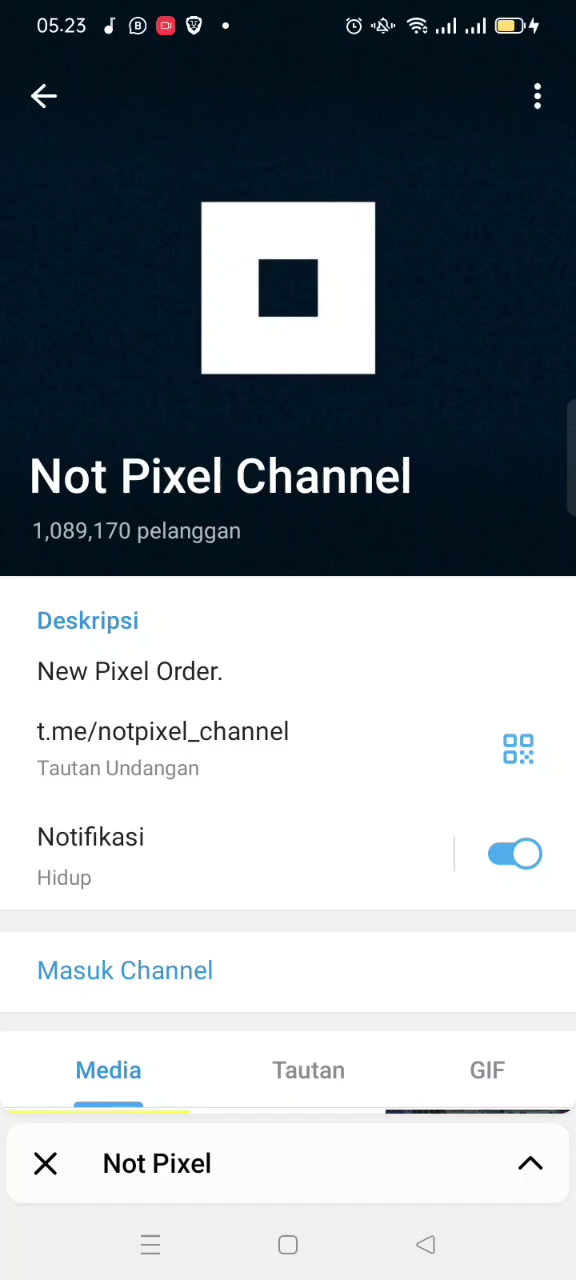 05.23
Not Pixel Channel
1,089,170 pelanggan
Deskripsi
New Pixel Order.
t.me/notpixel_channel
Tautan Undangan
Notifikasi
Hidup
Masuk Channel
Media Tautan GIF
Not Pixel